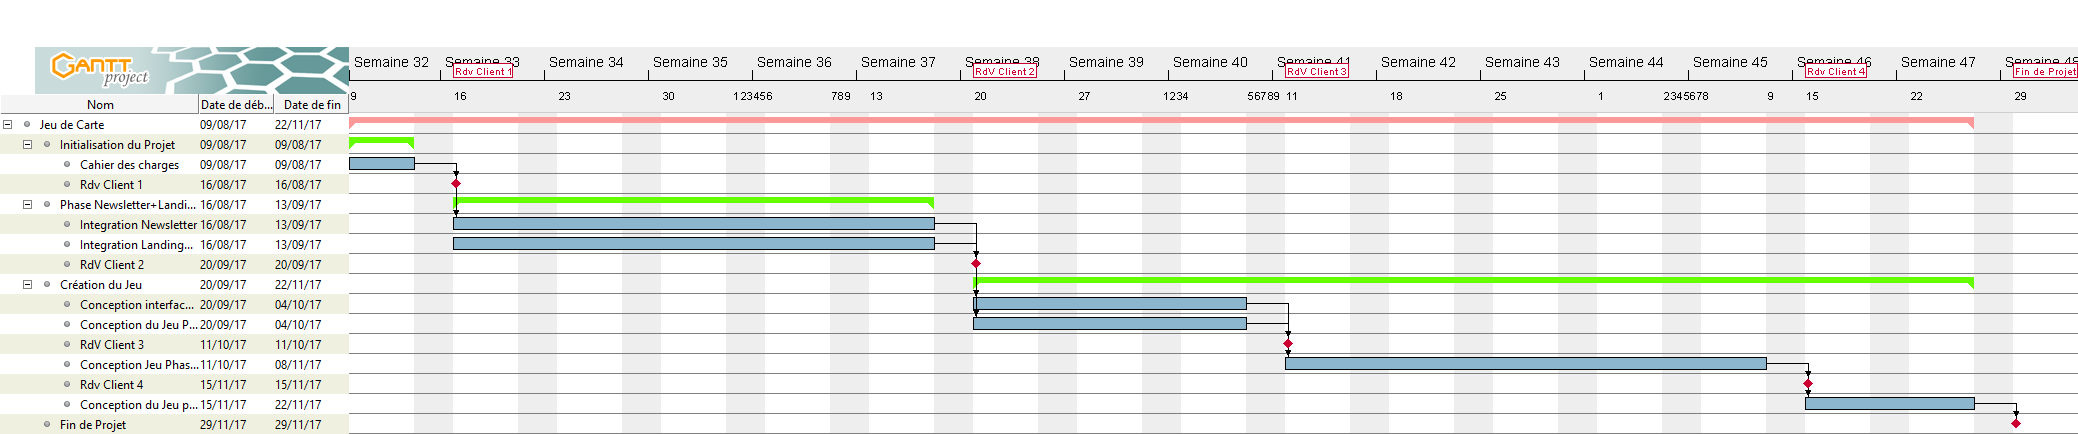 GANTT project
Semaine 32 Semaine 33 Semaine 34 Semaine 35 Semaine 36 Semaine 37 Semaine 38 Semaine 39 Semaine 40 Semaine 41 Semaine 42 Semaine 43 Semaine 44 Semaine 45 Semaine 46 Semaine 47 Semaine 48
Rdv Client 1 RdV Client 2 RdV Client 3 Rdv Client 4 Fin de Projet
9 16 23 30 123456 789 13 20 27 1234 56789 11 18 25 1 2345678 9 15 22 29
Nom Date de déb... Date de fin
Jeu de Carte 09/08/17 22/11/17
Initialisation du Projet 09/08/17 09/08/17
Cahier des charges 09/08/17 09/08/17
Rdv Client 1 16/08/17 16/08/17
Phase Newsletter+Landi... 16/08/17 13/09/17
Integration Newsletter 16/08/17 13/09/17
Integration Landing... 16/08/17 13/09/17
RdV Client 2 20/09/17 20/09/17
Création du Jeu 20/09/17 22/11/17
Conception interfac... 20/09/17 04/10/17
Conception du Jeu P... 20/09/17 04/10/17
RdV Client 3 11/10/17 11/10/17
Conception Jeu Phas... 11/10/17 08/11/17
Rdv Client 4 15/11/17 15/11/17
Conception du Jeu p... 15/11/17 22/11/17
Fin de Projet 29/11/17 29/11/17